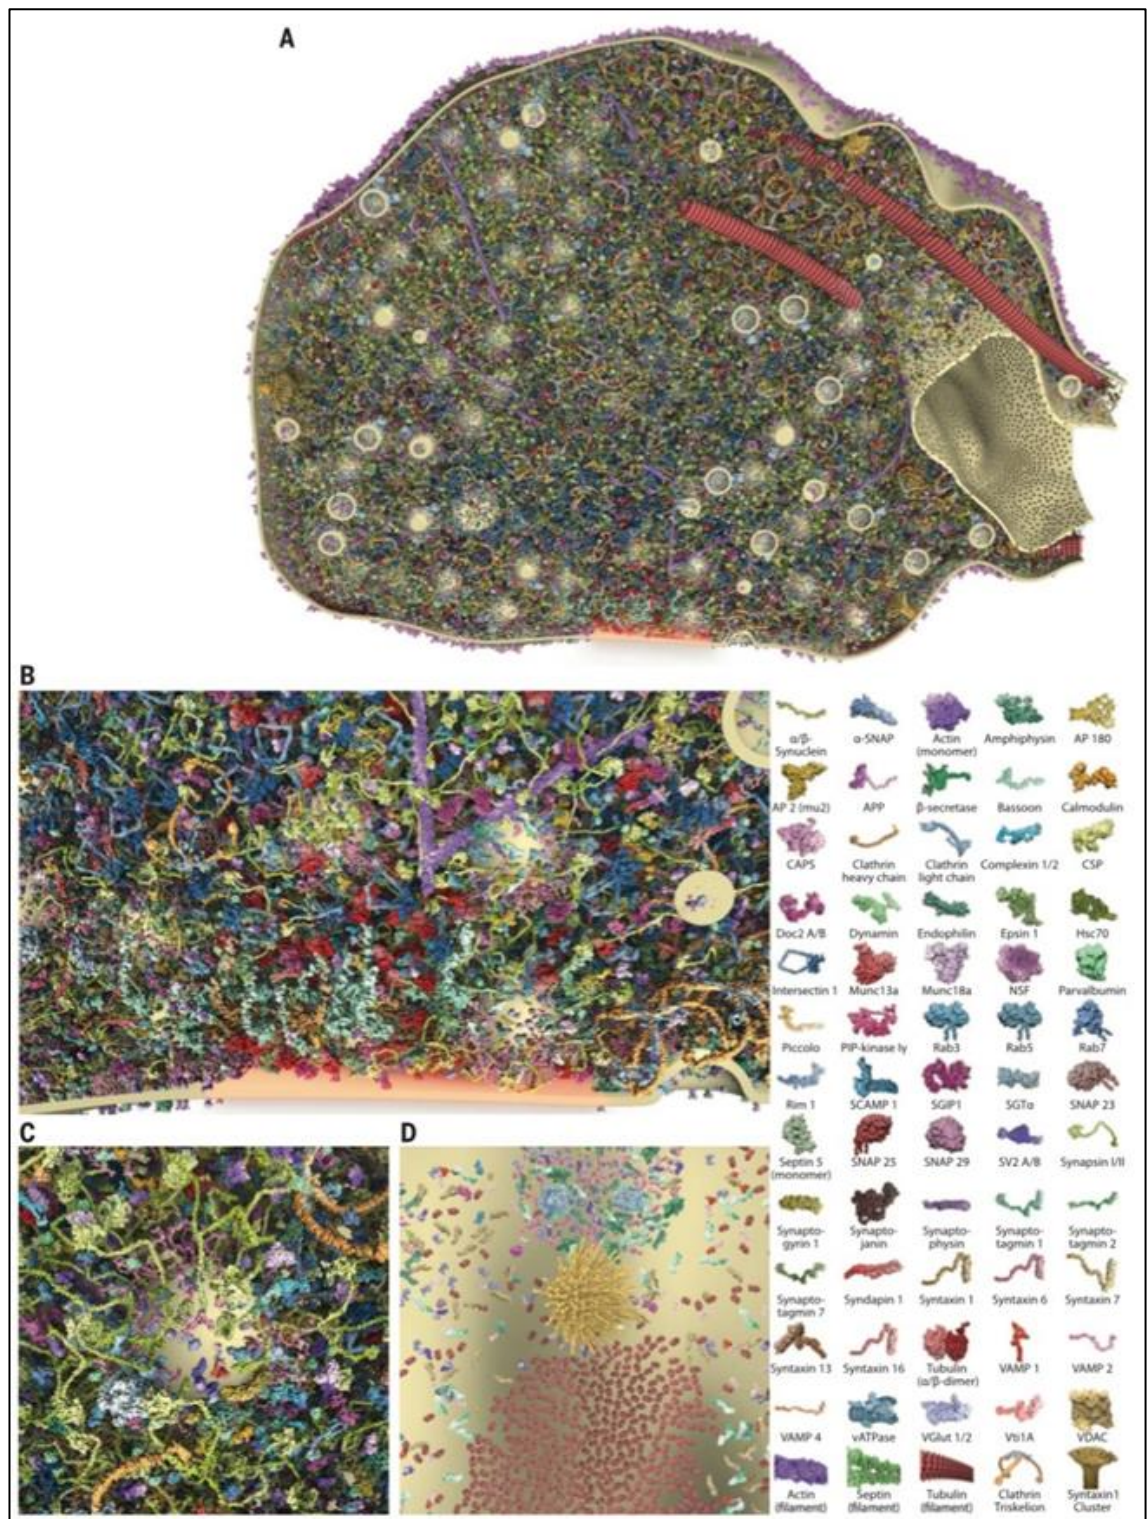 A
B
α/β-
Synuclein
α-SNAP
Actin
(monomer)
Amphiphysin
AP 180
AP 2 (mu2)
APP
β-secretase
Bassoon
Calmodulin
CAPS
Clathrin
heavy chain
Clathrin
light chain
Complexin 1/2
CSP
Doc2 A/B
Dynamin
Endophilin
Epsin 1
Hsc70
Intersectin 1
Munc13a
Munc18a
NSF
Parvalbumin
Piccolo
PIP-kinase Iγ
Rab3
Rab5
Rab7
Rim 1
SCAMP 1
SGIP1
SGTα
SNAP 23
C
D
Septin 5
(monomer)
SNAP 25
SNAP 29
SV2 A/B
Synapsin I/II
Synapto-
gyrin 1
Synapto-
janin
Synapto-
physin
Synapto-
tagmin 1
Synapto-
tagmin 2
Synapto-
tagmin 7
Syndapin 1
Syntaxin 1
Syntaxin 6
Syntaxin 7
Syntaxin 13
Syntaxin 16
Tubulin
(α/β-dimer)
VAMP 1
VAMP 2
VAMP 4
vATPase
VGlut 1/2
Vti1A
VDAC
Actin
(filament)
Septin
(filament)
Tubulin
(filament)
Clathrin
Triskelion
Syntaxin1
Cluster